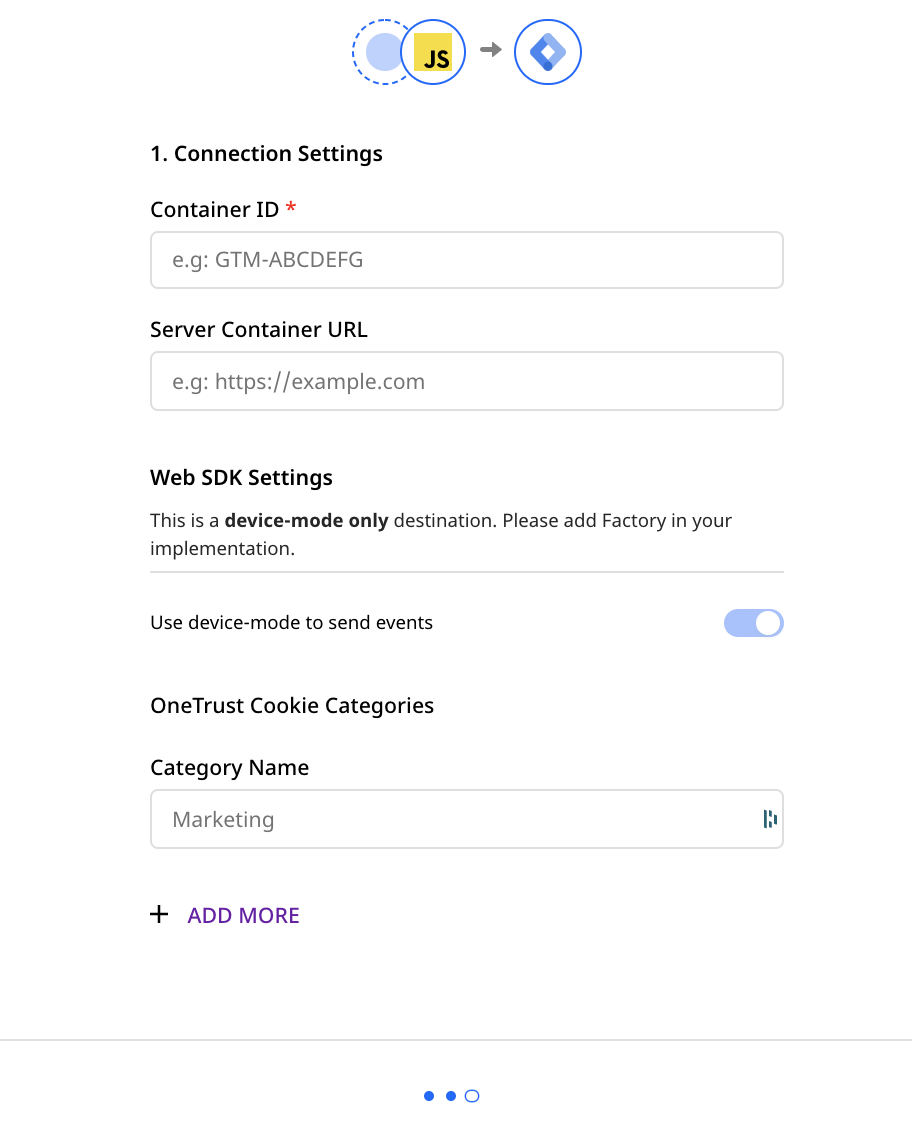 JS
1. Connection Settings
Container ID *
e.g: GTM-ABCDEFG
Server Container URL
e.g: https://example.com
Web SDK Settings
This is a device-mode only destination. Please add Factory in your
implementation.
Use device-mode to send events
OneTrust Cookie Categories
Category Name
Marketing
+ ADD MORE